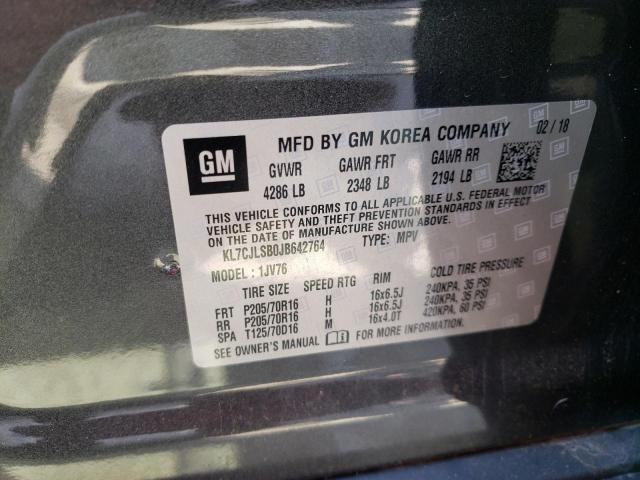 GM
MFD BY GM KOREA COMPANY 02/18
GVWR GAWR FRT GAWR RR
4286 LB 2348 LB 2194 LB
THIS VEHICLE CONFORMS TO ALL APPLICABLE U.S. FEDERAL MOTOR
VEHICLE SAFETY AND THEFT PREVENTION STANDARDS IN EFFECT
ON THE DATE OF MANUFACTURE SHOWN ABOVE.
KL7CJLSB0JB642764 TYPE: MPV
MODEL: 1JV76
TIRE SIZE SPEED RTG RIM COLD TIRE PRESSURE
FRT P205/70R16 H 16x6.5J 240KPA, 35 PSI
RR P205/70R16 H 16x6.5J 240KPA, 35 PSI
SPA T125/70D16 M 16x4.0T 420KPA, 60 PSI
SEE OWNER'S MANUAL FOR MORE INFORMATION.